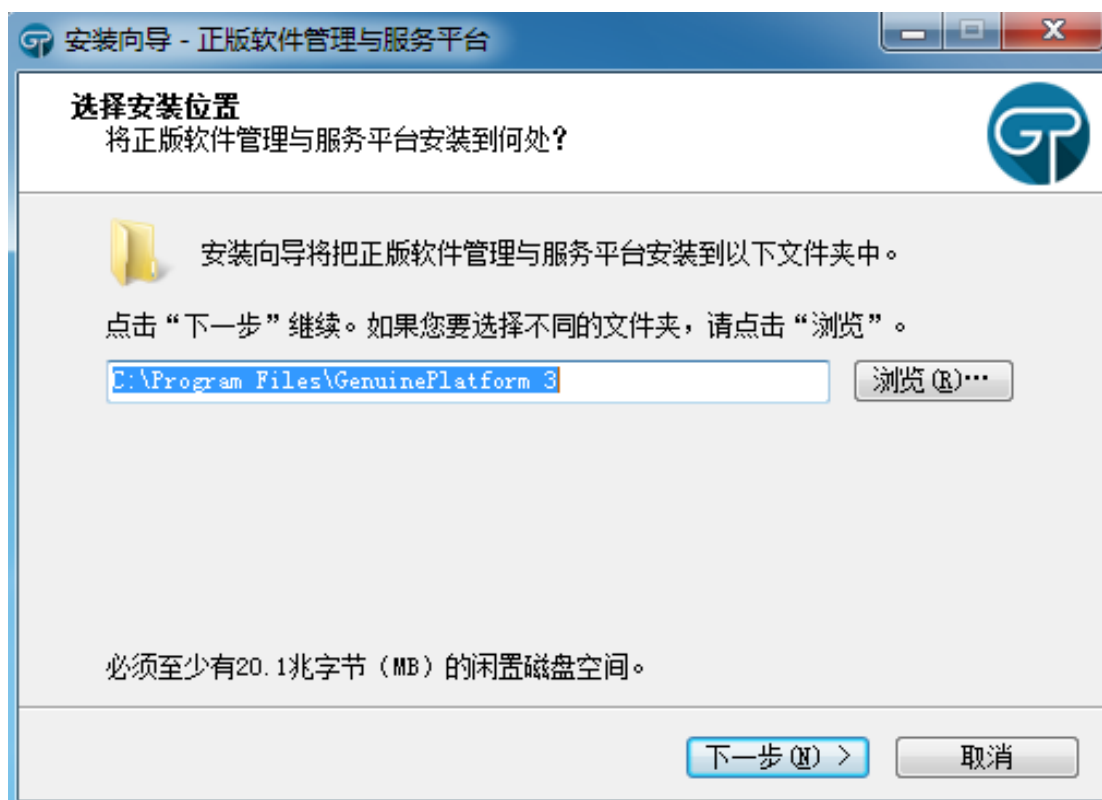 安装向导 - 正版软件管理与服务平台
选择安装位置
将正版软件管理与服务平台安装到何处?
安装向导将把正版软件管理与服务平台安装到以下文件夹中。
点击“下一步”继续。如果您要选择不同的文件夹，请点击“浏览”。
C:\Program Files\GenuinePlatform 3
浏览(R)…
必须至少有20.1兆字节（MB）的闲置磁盘空间。
下一步(N) >
取消